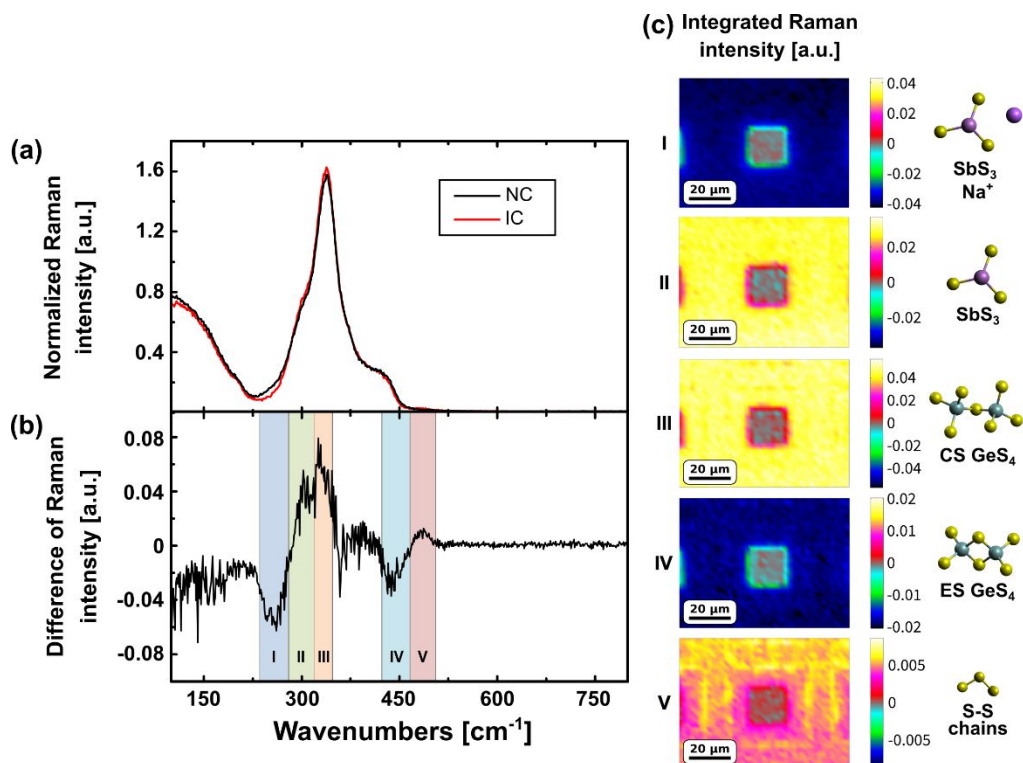 (a)
Normalized Raman
intensity [a.u.]
1.6
1.2
0.8
0.4
NC
IC
(b)
Difference of Raman
intensity [a.u.]
0.08
0.04
0
-0.04
-0.08
I
II
III
IV
V
150
300
450
600
750
Wavenumbers [cm⁻¹]
(c) Integrated Raman
intensity [a.u.]
I
20 µm
0.04
0.02
0
-0.02
-0.04
SbS₃
Na⁺
II
20 µm
0.02
0
-0.02
SbS₃
III
20 µm
0.04
0.02
0
-0.02
-0.04
CS GeS₄
IV
20 µm
0.02
0.01
0
-0.01
-0.02
ES GeS₄
V
20 µm
0.005
0
-0.005
S-S
chains